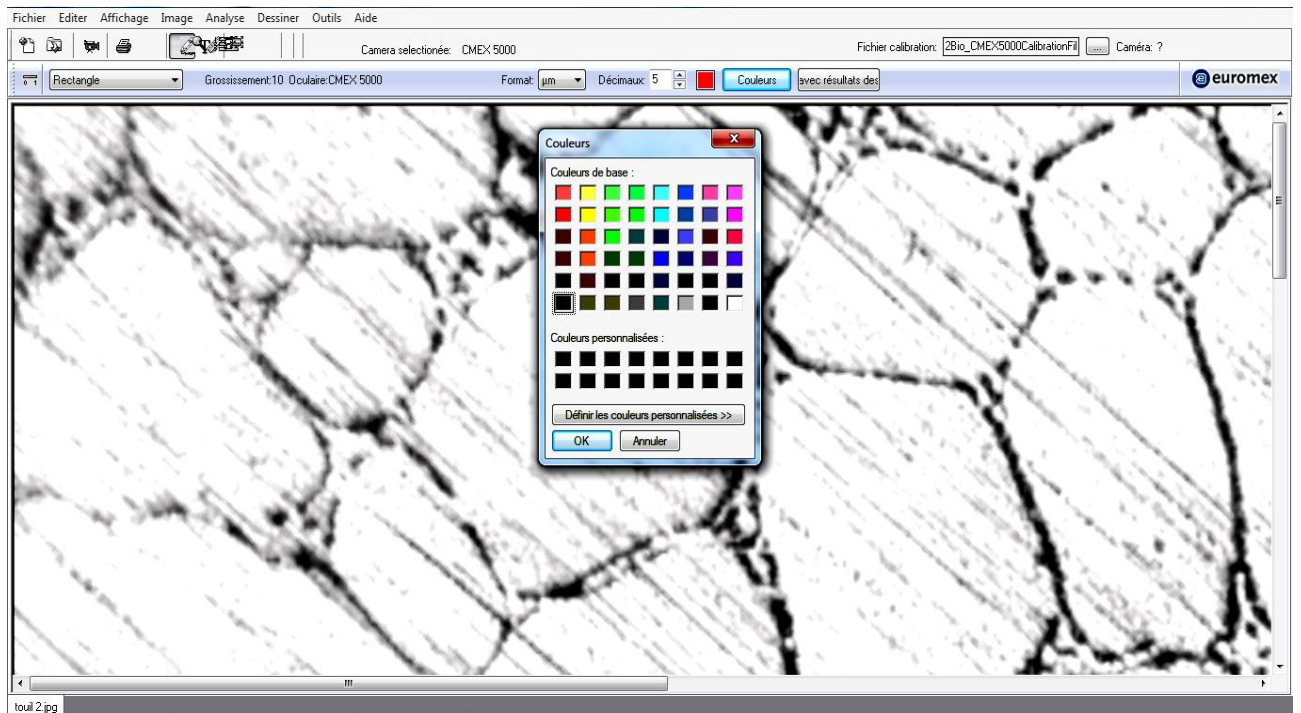 Fichier Editer Affichage Image Analyse Dessiner Outils Aide
Camera selectionée: CMEX 5000 Fichier calibration: 2Bio_CMEX5000CalibrationFil ... Caméra: ?
Rectangle Grossissement:10 Oculaire:CMEX 5000 Format: µm Décimaux: 5 Couleurs avec résultats des euromex
Couleurs
Couleurs de base :
Couleurs personnalisées :
Définir les couleurs personnalisées >>
OK Annuler
touil 2.jpg